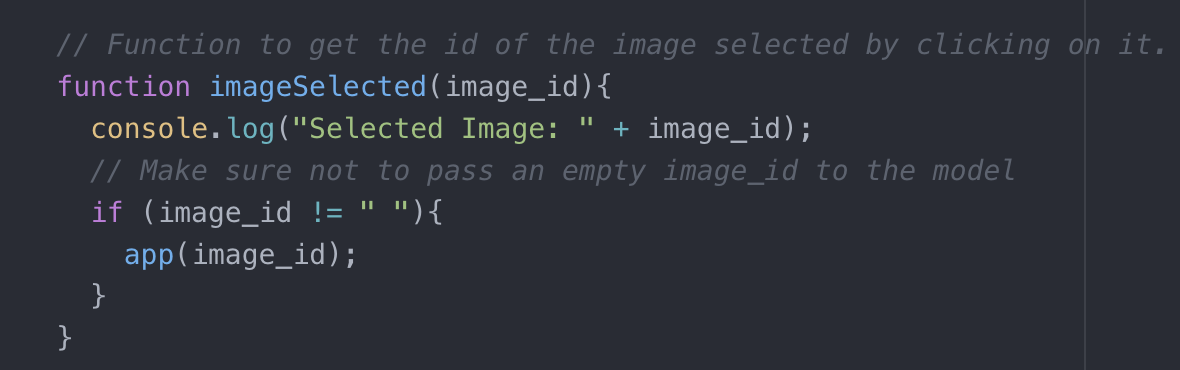 // Function to get the id of the image selected by clicking on it.
function imageSelected(image_id){
  console.log("Selected Image: " + image_id);
  // Make sure not to pass an empty image_id to the model
  if (image_id != " "){
    app(image_id);
  }
}